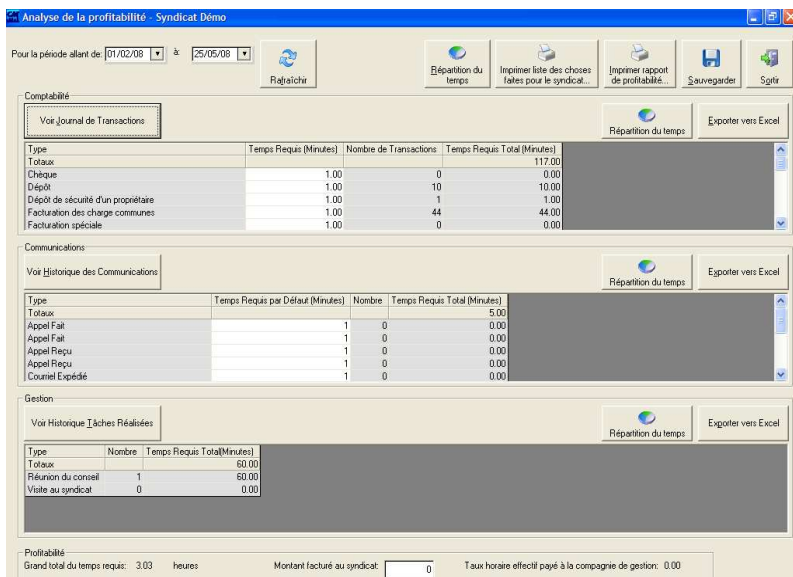 Analyse de la profitabilité - Syndicat Démo
Pour la période allant de: 01/02/08 à: 25/05/08
Rafraîchir
Répartition du temps
Imprimer liste des choses faites pour le syndicat...
Imprimer rapport de profitabilité...
Sauvegarder
Sortir
Comptabilité
Voir Journal de Transactions
Répartition du temps
Exporter vers Excel
Type Temps Requis (Minutes) Nombre de Transactions Temps Requis Total (Minutes)
Totaux 117.00
Chèque 1.00 0 0.00
Dépôt 1.00 10 10.00
Dépôt de sécurité d'un propriétaire 1.00 1 1.00
Facturation des charge communes 1.00 44 44.00
Facturation spéciale 1.00 0 0.00
Communications
Voir Historique des Communications
Répartition du temps
Exporter vers Excel
Type Temps Requis par Défaut (Minutes) Nombre Temps Requis Total (Minutes)
Totaux 5.00
Appel Fait 1 0 0.00
Appel Fait 1 0 0.00
Appel Reçu 1 0 0.00
Appel Reçu 1 0 0.00
Courriel Expédié 1 0 0.00
Gestion
Voir Historique Tâches Réalisées
Répartition du temps
Exporter vers Excel
Type Nombre Temps Requis Total(Minutes)
Totaux 60.00
Réunion du conseil 1 60.00
Visite au syndicat 0 0.00
Profitabilité
Grand total du temps requis: 3.03 heures Montant facturé au syndicat: 0 Taux horaire effectif payé à la compagnie de gestion: 0.00